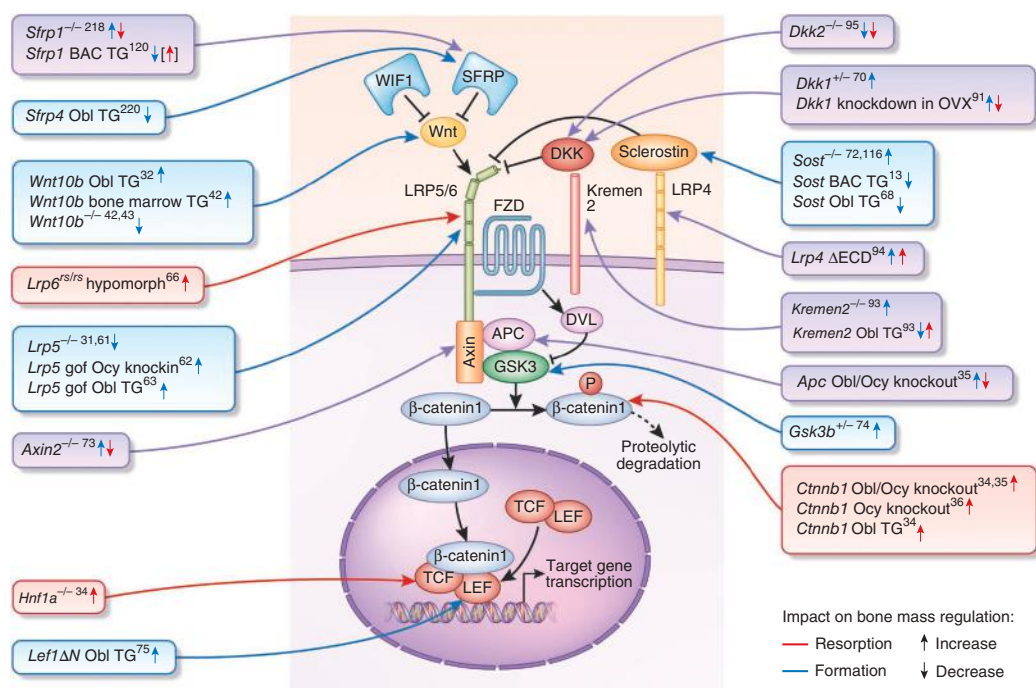 Sfrp1–/– 218 ↑↓
Sfrp1 BAC TG120 ↓[↑]
Sfrp4 Obl TG220 ↓
Wnt10b Obl TG32 ↑
Wnt10b bone marrow TG42 ↑
Wnt10b–/– 42,43 ↓
Lrp6rs/rs hypomorph66 ↑
Lrp5–/– 31,61 ↓
Lrp5 gof Ocy knockin62 ↑
Lrp5 gof Obl TG63 ↑
Axin2–/– 73 ↑↓
Hnf1a–/– 34 ↑
Lef1ΔN Obl TG75 ↑
WIF1
SFRP
Wnt
LRP5/6
FZD
DKK
Sclerostin
Kremen
2
LRP4
DVL
APC
Axin
GSK3
P
β-catenin1
β-catenin1
Proteolytic
degradation
β-catenin1
TCF
LEF
β-catenin1
TCF
LEF
Target gene
transcription
Dkk2–/– 95 ↓↓
Dkk1+/– 70 ↑
Dkk1 knockdown in OVX91 ↑↓
Sost–/– 72,116 ↑
Sost BAC TG13 ↓
Sost Obl TG68 ↓
Lrp4 ΔECD94 ↑↑
Kremen2–/– 93 ↑
Kremen2 Obl TG93 ↓↑
Apc Obl/Ocy knockout35 ↑↓
Gsk3b+/– 74 ↑
Ctnnb1 Obl/Ocy knockout34,35 ↑
Ctnnb1 Ocy knockout36 ↑
Ctnnb1 Obl TG34 ↑
Impact on bone mass regulation:
Resorption ↑ Increase
Formation ↓ Decrease